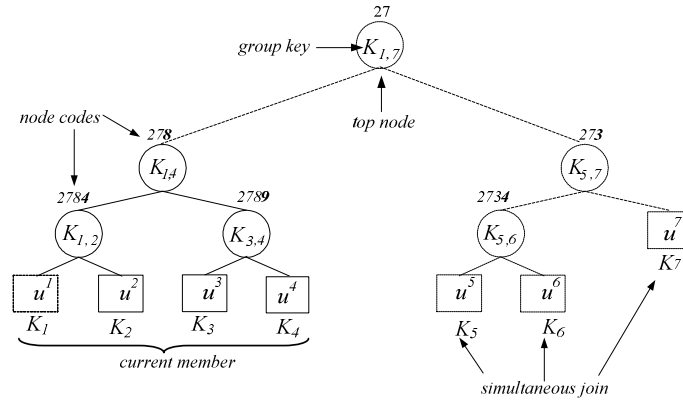 27
group key
K1,7
top node
node codes
278
K1,4
273
K5,7
2784
K1,2
2789
K3,4
2734
K5,6
u7
K7
u1
u2
u3
u4
u5
u6
K1
K2
K3
K4
K5
K6
current member
simultaneous join